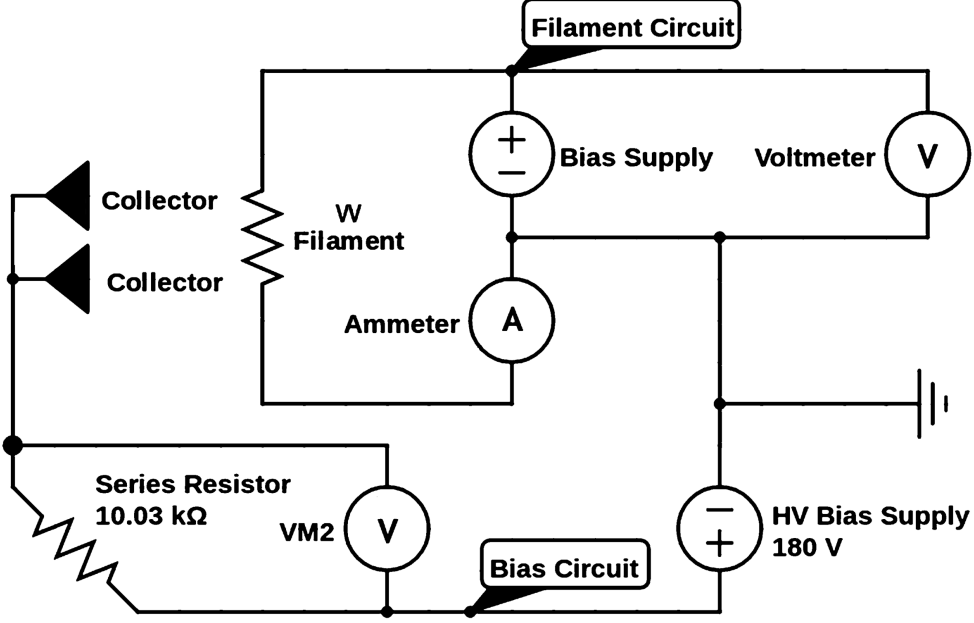 Filament Circuit
+
−
Bias Supply
Voltmeter
V
Collector
W
Filament
Collector
Ammeter
A
Series Resistor
10.03 kΩ
VM2
V
−
+
HV Bias Supply
180 V
Bias Circuit